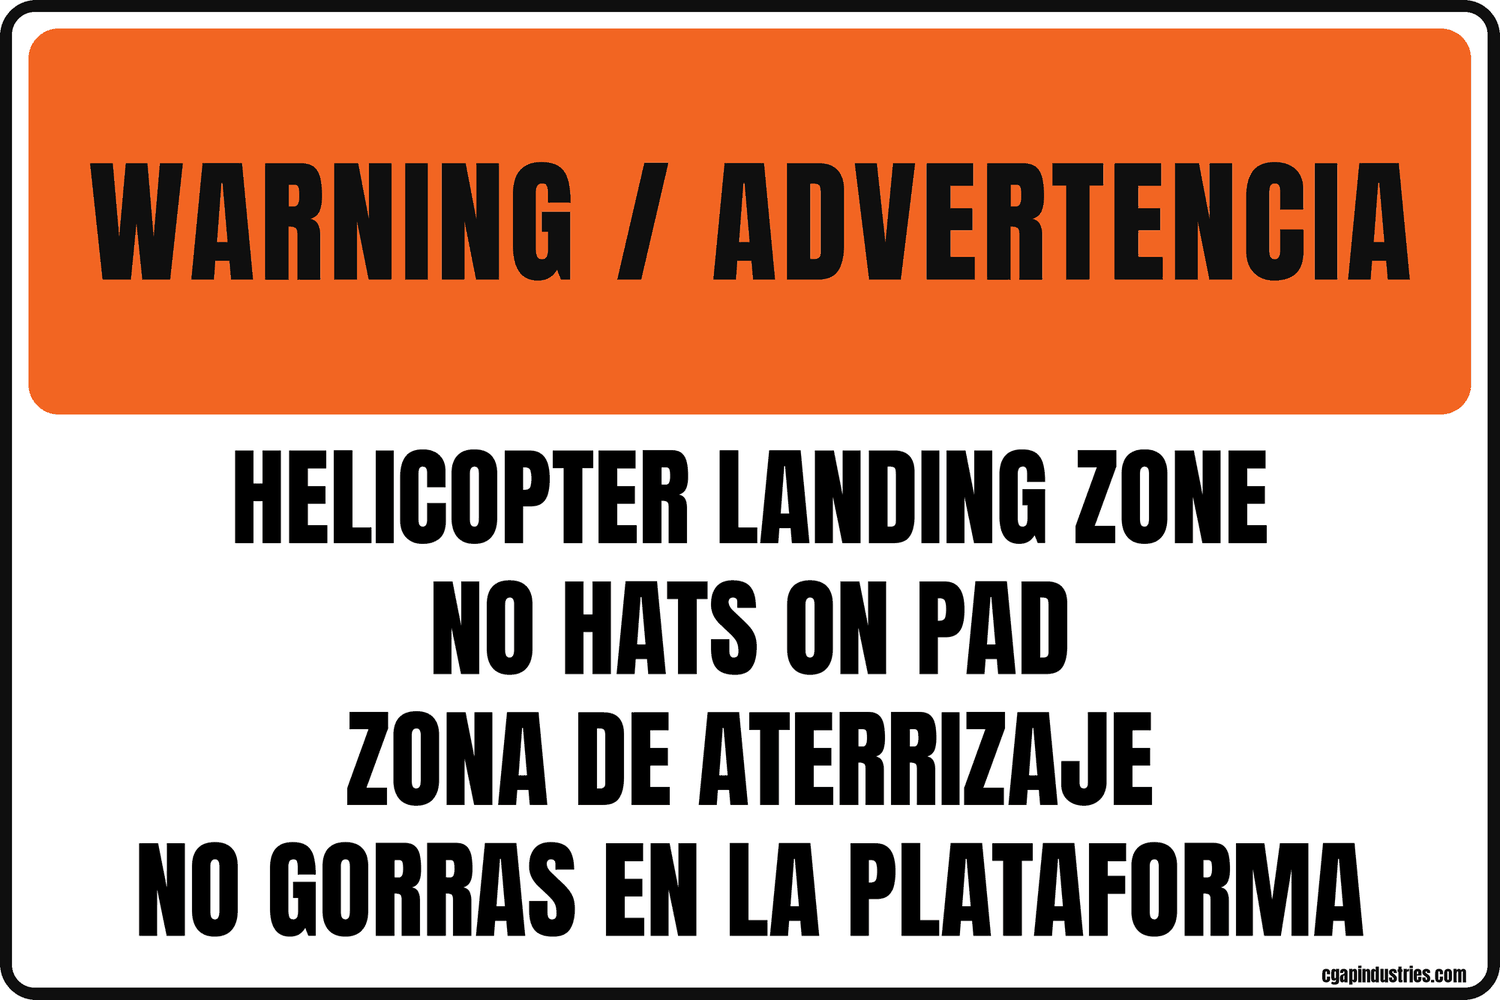 WARNING / ADVERTENCIA
HELICOPTER LANDING ZONE
NO HATS ON PAD
ZONA DE ATERRIZAJE
NO GORRAS EN LA PLATAFORMA
cgapindustries.com